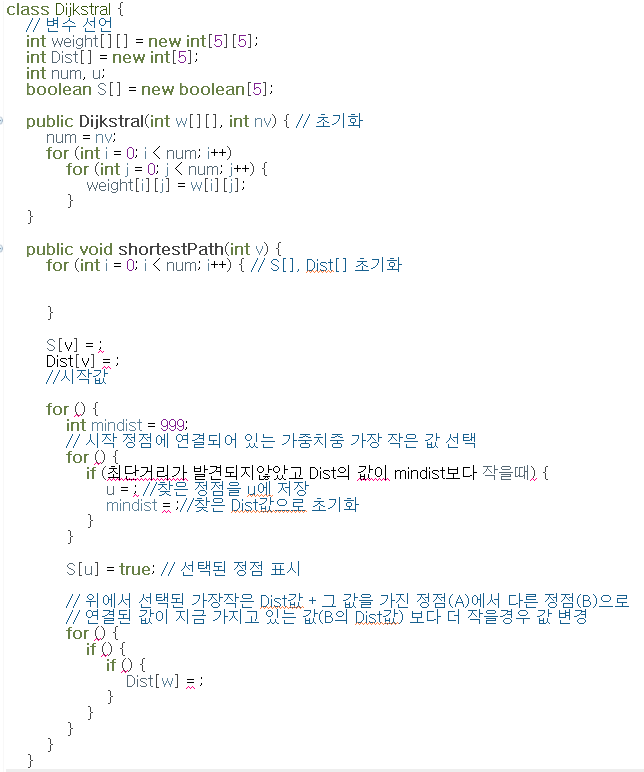 class Dijkstral {
// 변수 선언
int weight[][] = new int[5][5];
int Dist[] = new int[5];
int num, u;
boolean S[] = new boolean[5];
public Dijkstral(int w[][], int nv) { // 초기화
num = nv;
for (int i = 0; i < num; i++)
for (int j = 0; j < num; j++) {
weight[i][j] = w[i][j];
}
}
public void shortestPath(int v) {
for (int i = 0; i < num; i++) { // S[], Dist[] 초기화
}
S[v] = ;
Dist[v] = ;
//시작값
for () {
int mindist = 999;
// 시작 정점에 연결되어 있는 가중치중 가장 작은 값 선택
for () {
if (최단거리가 발견되지않았고 Dist의 값이 mindist보다 작을때) {
u = ; //찾은 정점을 u에 저장
mindist = ;//찾은 Dist값으로 초기화
}
}
S[u] = true; // 선택된 정점 표시
// 위에서 선택된 가장작은 Dist값 + 그 값을 가진 정점(A)에서 다른 정점(B)으로
// 연결된 값이 지금 가지고 있는 값(B의 Dist값) 보다 더 작을경우 값 변경
for () {
if () {
if () {
Dist[w] = ;
}
}
}
}
}